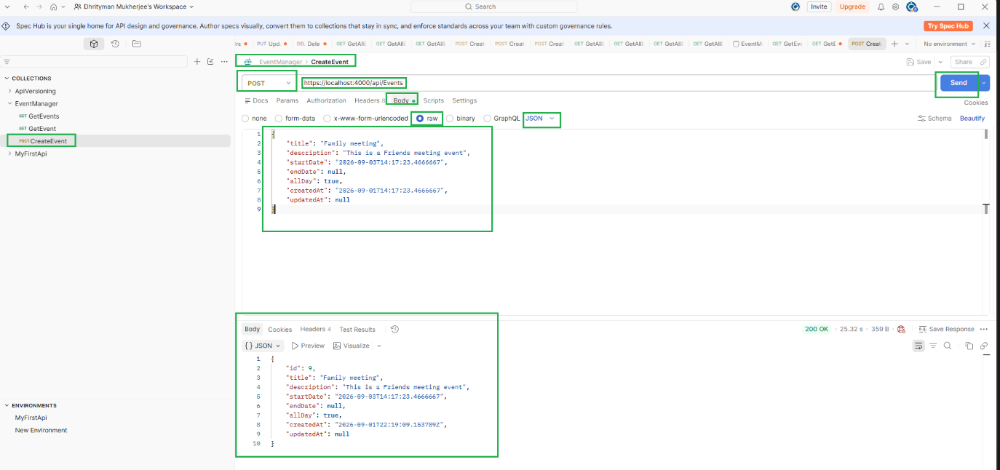 Dhrityman Mukherjee's Workspace
Search
Invite
Upgrade
Spec Hub is your single home for API design and governance. Author specs visually, convert them to collections that stay in sync, and enforce standards across your team with custom governance rules.
Try Spec Hub
PUT Upd.
DEL Dele
GET GetAllE
GET GetAllE
GET GetAllE
POST Creat
POST Creat
POST Creat
GET GetAllE
GET GetAllE
GET GetAllE
GET GetAllE
EventM.
GET GetEve
GET GetE
POST Creat
No environment
COLLECTIONS
ApiVersioning
EventManager
GET GetEvents
GET GetEvent
POST CreateEvent
MyFirstApi
EventManager > CreateEvent
Save
Share
POST
https://localhost:4000/api/Events
Send
Docs Params Authorization Headers 8 Body Scripts Settings
Cookies
none form-data x-www-form-urlencoded raw binary GraphQL JSON
Schema
Beautify
1 {
2 "title": "Family meeting",
3 "description": "This is a Friends meeting event",
4 "startDate": "2026-09-03T14:17:23.4666667",
5 "endDate": null,
6 "allDay": true,
7 "createdAt": "2026-09-01T14:17:23.4666667",
8 "updatedAt": null
9 }
Body Cookies Headers 4 Test Results
200 OK • 25.32 s • 359 B •
Save Response
{} JSON
Preview
Visualize
1 {
2 "id": 9,
3 "title": "Family meeting",
4 "description": "This is a Friends meeting event",
5 "startDate": "2026-09-03T14:17:23.4666667",
6 "endDate": null,
7 "allDay": true,
8 "createdAt": "2026-09-01T22:19:09.153789Z",
9 "updatedAt": null
10 }
ENVIRONMENTS
MyFirstApi
New Environment